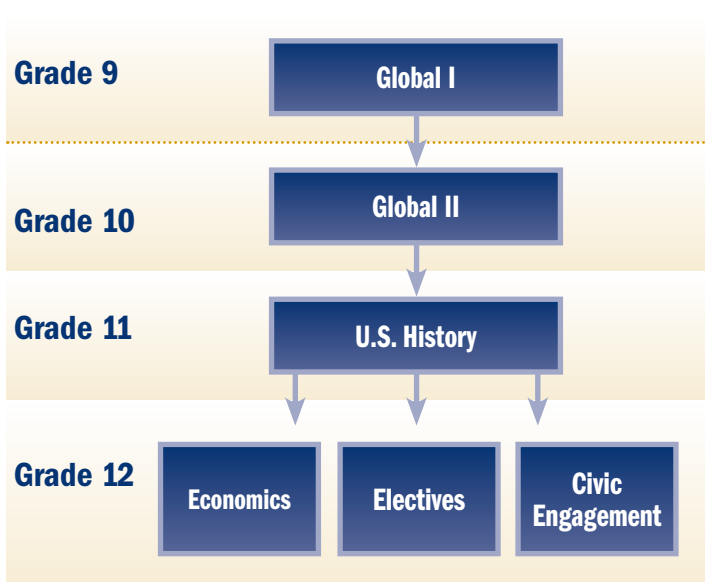 Grade 9
Global I
Grade 10
Global II
Grade 11
U.S. History
Grade 12
Economics
Electives
Civic
Engagement